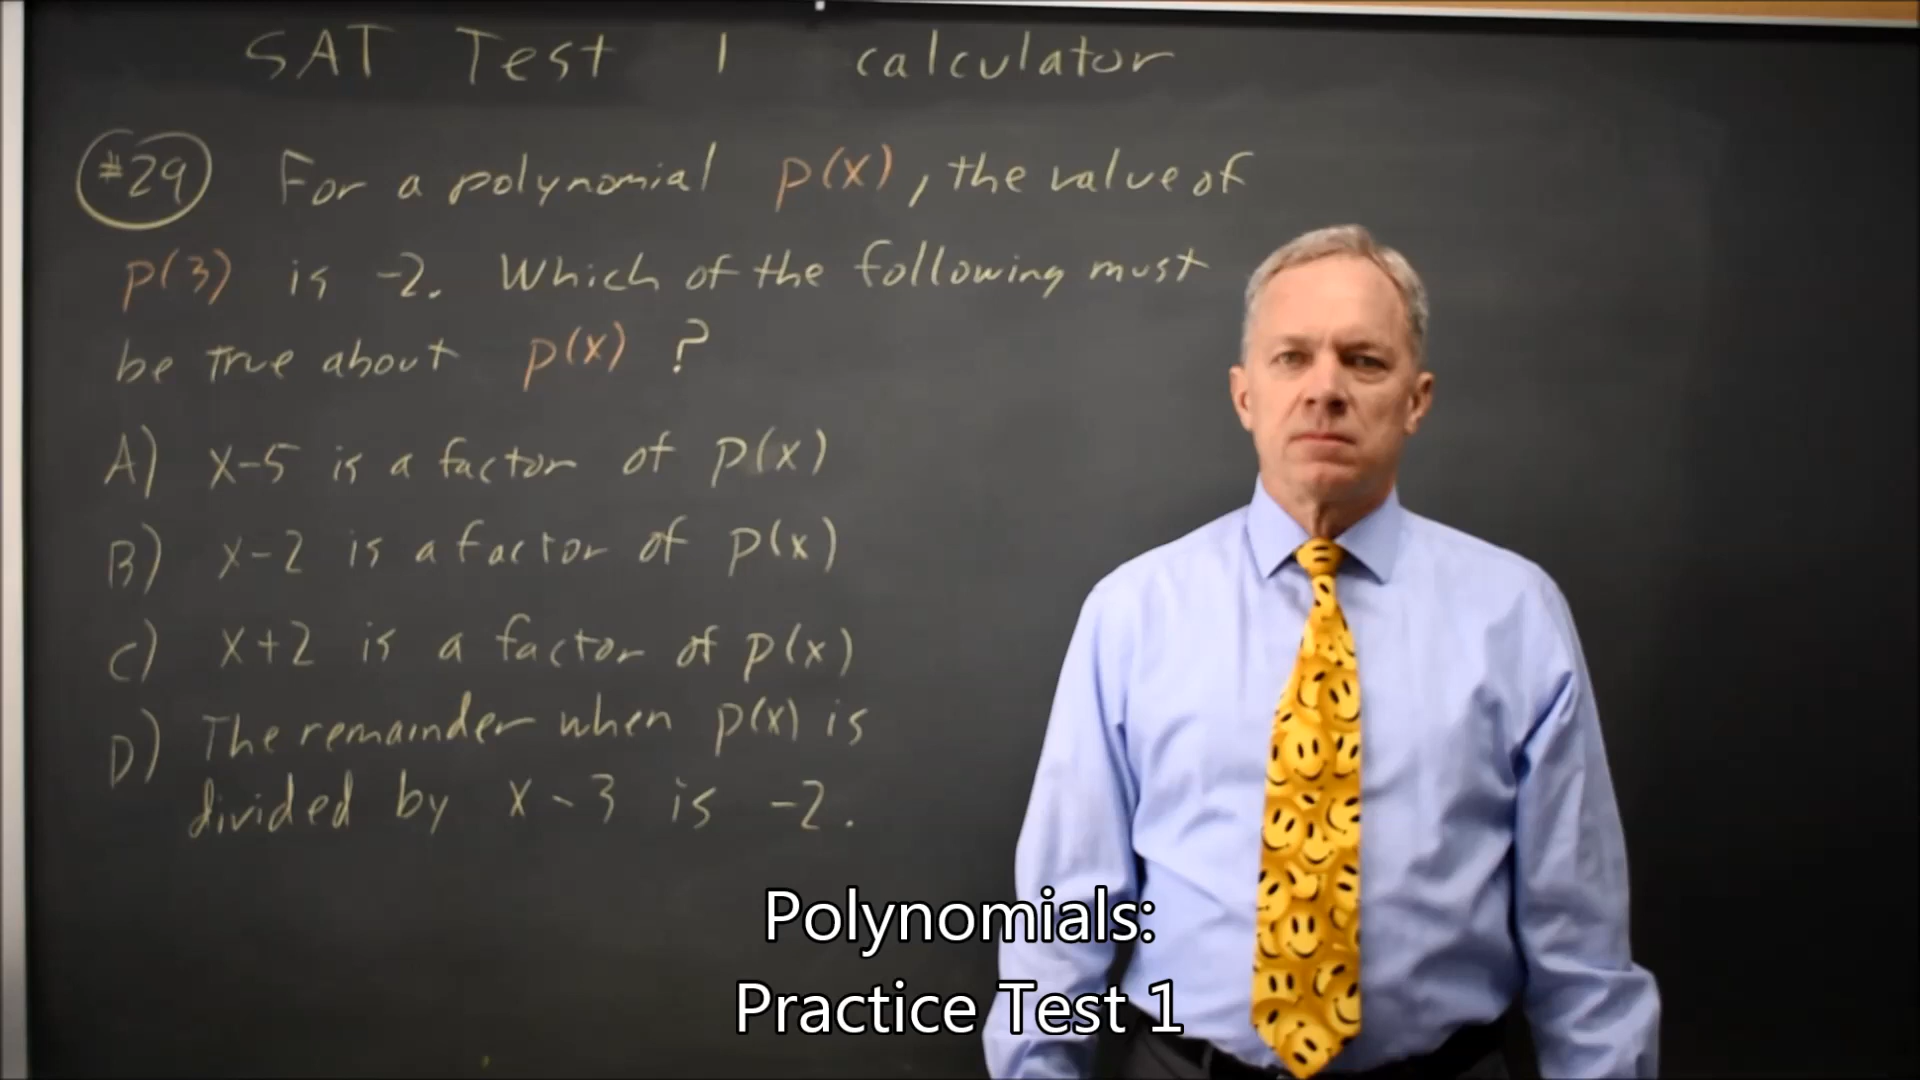 SAT Test 1 calculator
#29 For a polynomial p(x), the value of
p(3) is -2. Which of the following must
be true about p(x) ?
A) x-5 is a factor of p(x)
B) x-2 is a factor of p(x)
C) x+2 is a factor of p(x)
D) The remainder when p(x) is
divided by x-3 is -2.
Polynomials:
Practice Test 1